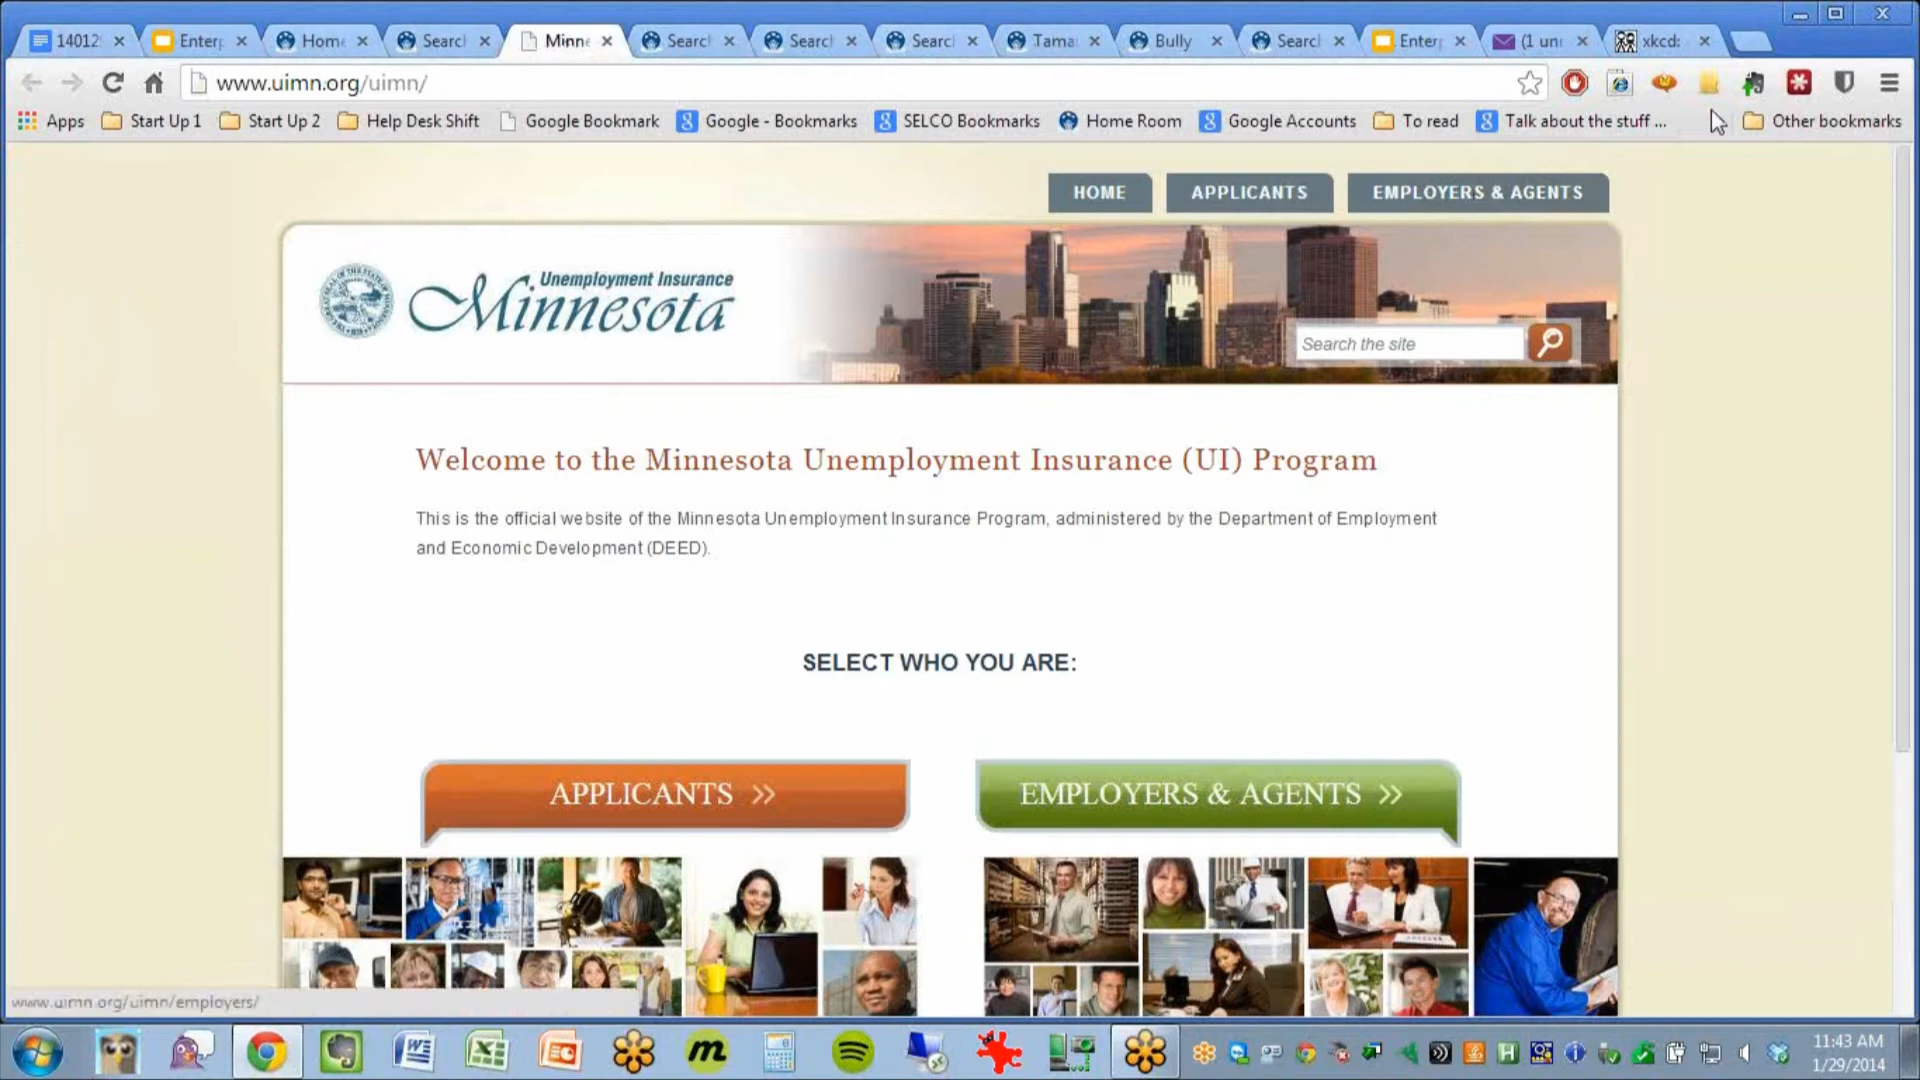 14012
Enterp
Home
Search
Minne
Search
Search
Search
Tama
Bully
Search
Enterp
(1 unr
xkcd:
www.uimn.org/uimn/
Apps
Start Up 1
Start Up 2
Help Desk Shift
Google Bookmark
Google - Bookmarks
SELCO Bookmarks
Home Room
Google Accounts
To read
Talk about the stuff ...
Other bookmarks
HOME
APPLICANTS
EMPLOYERS & AGENTS
Unemployment Insurance
Minnesota
Search the site
Welcome to the Minnesota Unemployment Insurance (UI) Program
This is the official website of the Minnesota Unemployment Insurance Program, administered by the Department of Employment
and Economic Development (DEED).
SELECT WHO YOU ARE:
APPLICANTS »
EMPLOYERS & AGENTS »
www.uimn.org/uimn/employers/
11:43 AM
1/29/2014